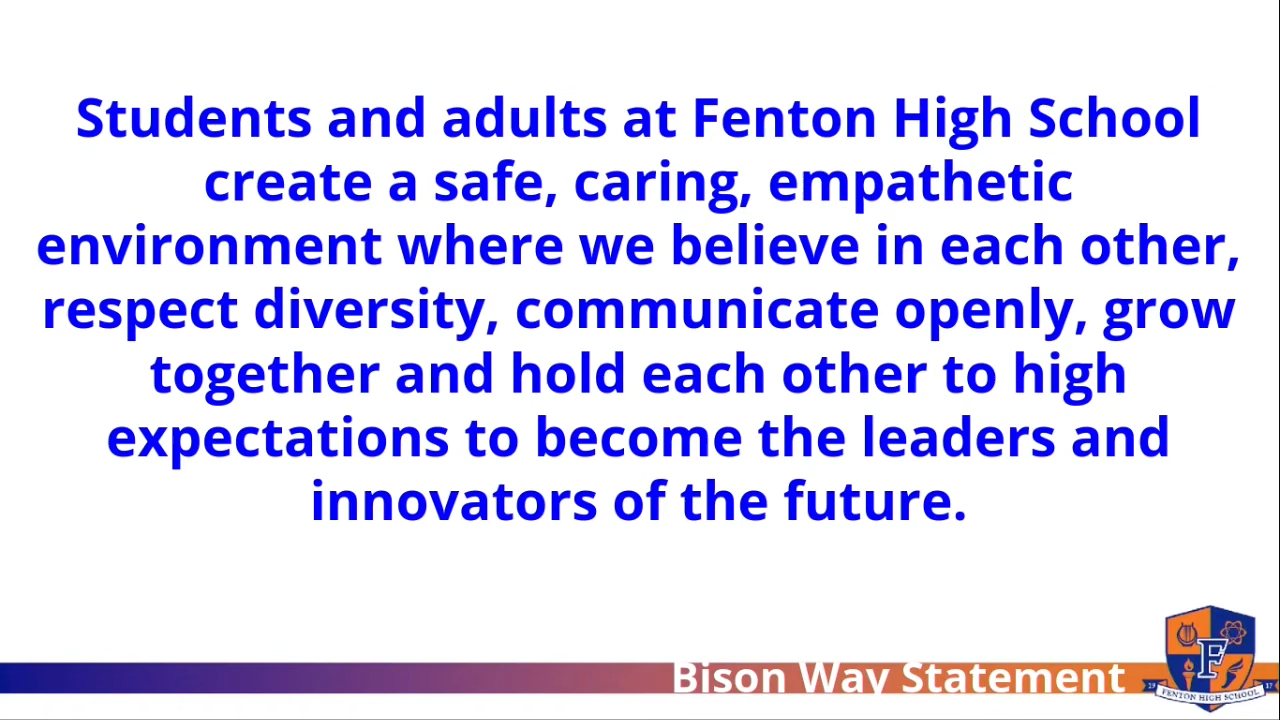 Students and adults at Fenton High School
create a safe, caring, empathetic
environment where we believe in each other,
respect diversity, communicate openly, grow
together and hold each other to high
expectations to become the leaders and
innovators of the future.
Bison Way Statement
F
19 57
FENTON HIGH SCHOOL